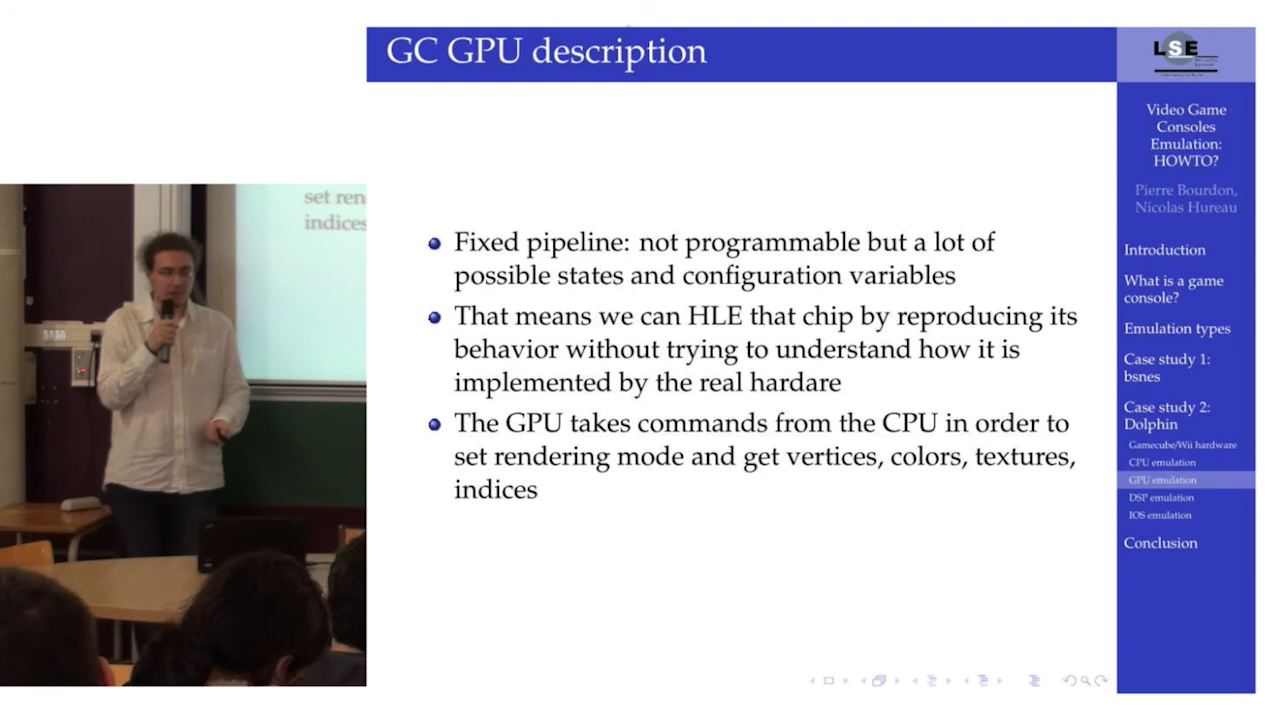 GC GPU description
LSE
Video Game
Consoles
Emulation:
HOWTO?
Pierre Bourdon,
Nicolas Hureau
Introduction
What is a game
console?
Emulation types
Case study 1:
bsnes
Case study 2:
Dolphin
Gamecube/Wii hardware
CPU emulation
GPU emulation
DSP emulation
IOS emulation
Conclusion
set ren
indices
Fixed pipeline: not programmable but a lot of
possible states and configuration variables
That means we can HLE that chip by reproducing its
behavior without trying to understand how it is
implemented by the real hardare
The GPU takes commands from the CPU in order to
set rendering mode and get vertices, colors, textures,
indices